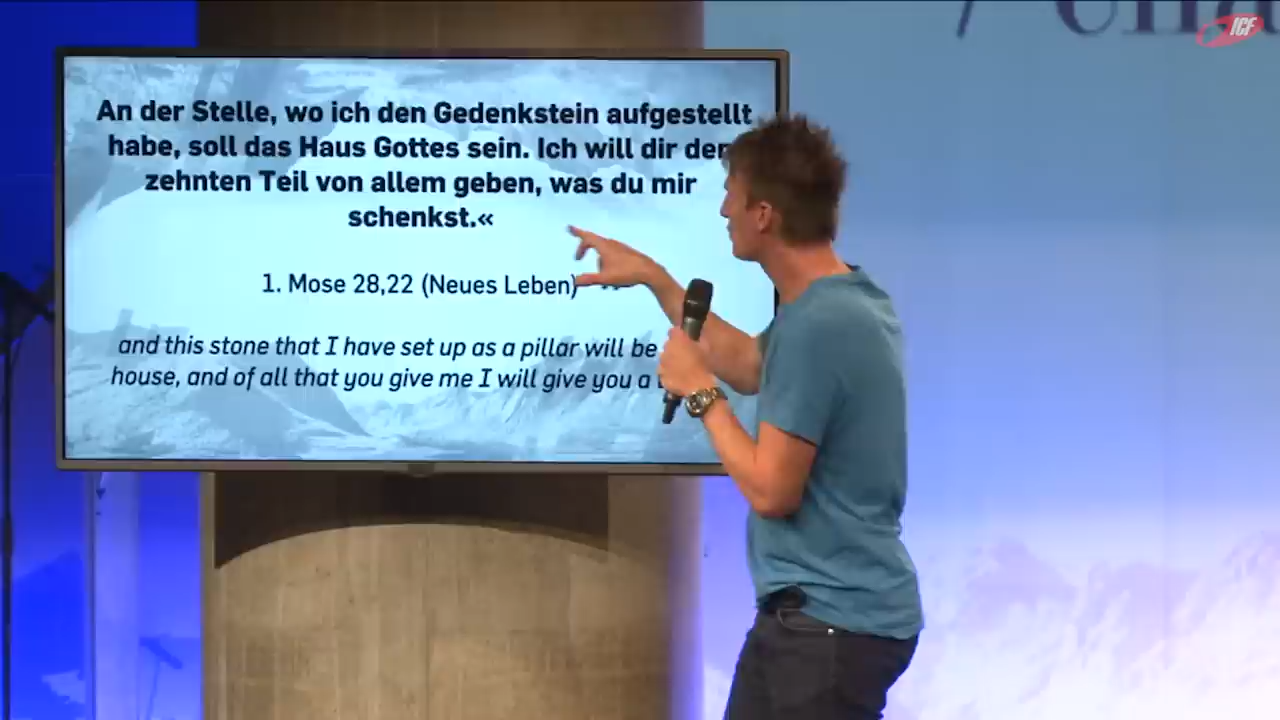 An der Stelle, wo ich den Gedenkstein aufgestellt
habe, soll das Haus Gottes sein. Ich will dir den
zehnten Teil von allem geben, was du mir
schenkst.«
1. Mose 28,22 (Neues Leben)
and this stone that I have set up as a pillar will be
house, and of all that you give me I will give you a
ICF